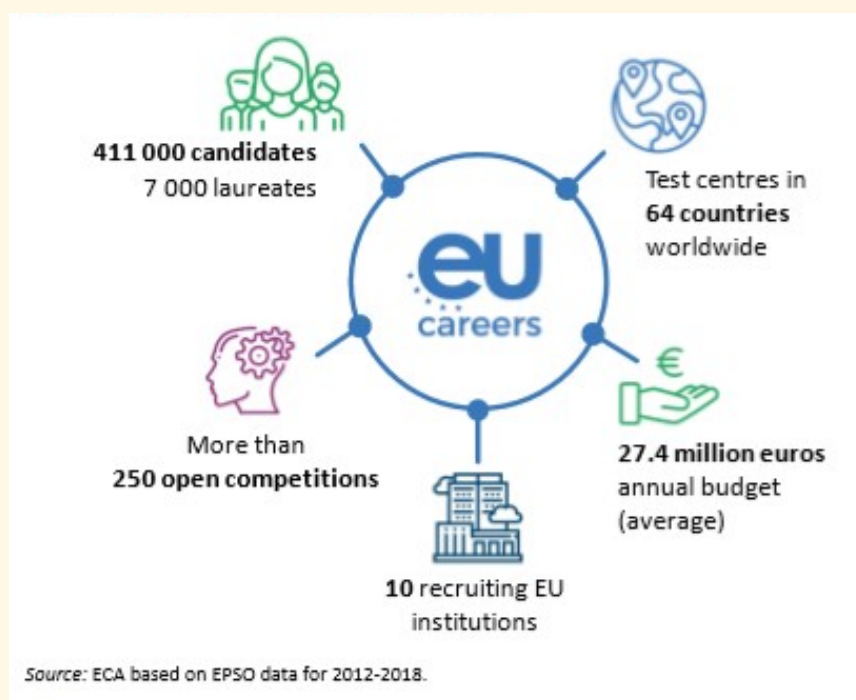 411 000 candidates
7 000 laureates
Test centres in
64 countries
worldwide
eu
careers
More than
250 open competitions
27.4 million euros
annual budget
(average)
10 recruiting EU
institutions
Source: ECA based on EPSO data for 2012-2018.